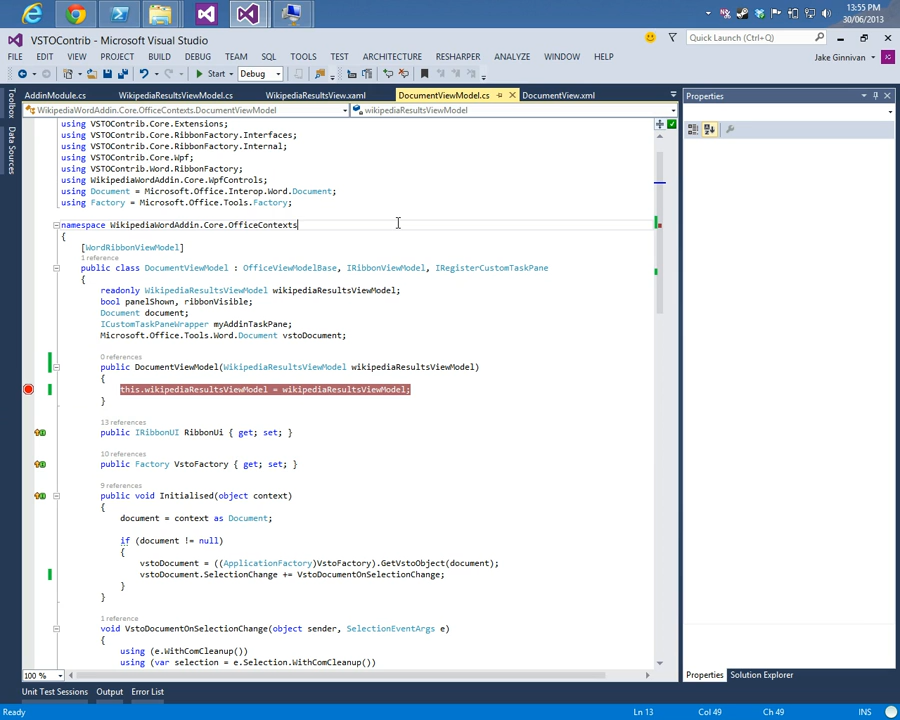 13:55
30/06/2013
VSTOContrib - Microsoft Visual Studio
Quick Launch (Ctrl+Q)
FILE EDIT VIEW PROJECT BUILD DEBUG TEAM SQL TOOLS TEST ARCHITECTURE RESHARPER ANALYZE WINDOW HELP
Jake Ginnivan
Start Debug
Toolbox
Data Sources
AddinModule.cs WikipediaResultsViewModel.cs WikipediaResultsView.xaml DocumentViewModel.cs DocumentView.xml
Properties
WikipediaWordAddin.Core.OfficeContexts.DocumentViewModel wikipediaResultsViewModel
using VSTOContrib.Core.Extensions;
using VSTOContrib.Core.RibbonFactory.Interfaces;
using VSTOContrib.Core.RibbonFactory.Internal;
using VSTOContrib.Core.Wpf;
using VSTOContrib.Word.RibbonFactory;
using WikipediaWordAddin.Core.WpfControls;
using Document = Microsoft.Office.Interop.Word.Document;
using Factory = Microsoft.Office.Tools.Factory;
namespace WikipediaWordAddin.Core.OfficeContexts
{
[WordRibbonViewModel]
1 reference
public class DocumentViewModel : OfficeViewModelBase, IRibbonViewModel, IRegisterCustomTaskPane
{
readonly WikipediaResultsViewModel wikipediaResultsViewModel;
bool panelShown, ribbonVisible;
Document document;
ICustomTaskPaneWrapper myAddinTaskPane;
Microsoft.Office.Tools.Word.Document vstoDocument;
0 references
public DocumentViewModel(WikipediaResultsViewModel wikipediaResultsViewModel)
{
this.wikipediaResultsViewModel = wikipediaResultsViewModel;
}
13 references
public IRibbonUI RibbonUi { get; set; }
10 references
public Factory VstoFactory { get; set; }
9 references
public void Initialised(object context)
{
document = context as Document;
if (document != null)
{
vstoDocument = ((ApplicationFactory)VstoFactory).GetVstoObject(document);
vstoDocument.SelectionChange += VstoDocumentOnSelectionChange;
}
}
1 reference
void VstoDocumentOnSelectionChange(object sender, SelectionEventArgs e)
{
using (e.WithComCleanup())
using (var selection = e.Selection.WithComCleanup())
100 %
Properties Solution Explorer
Unit Test Sessions Output Error List
Ready Ln 13 Col 49 Ch 49 INS